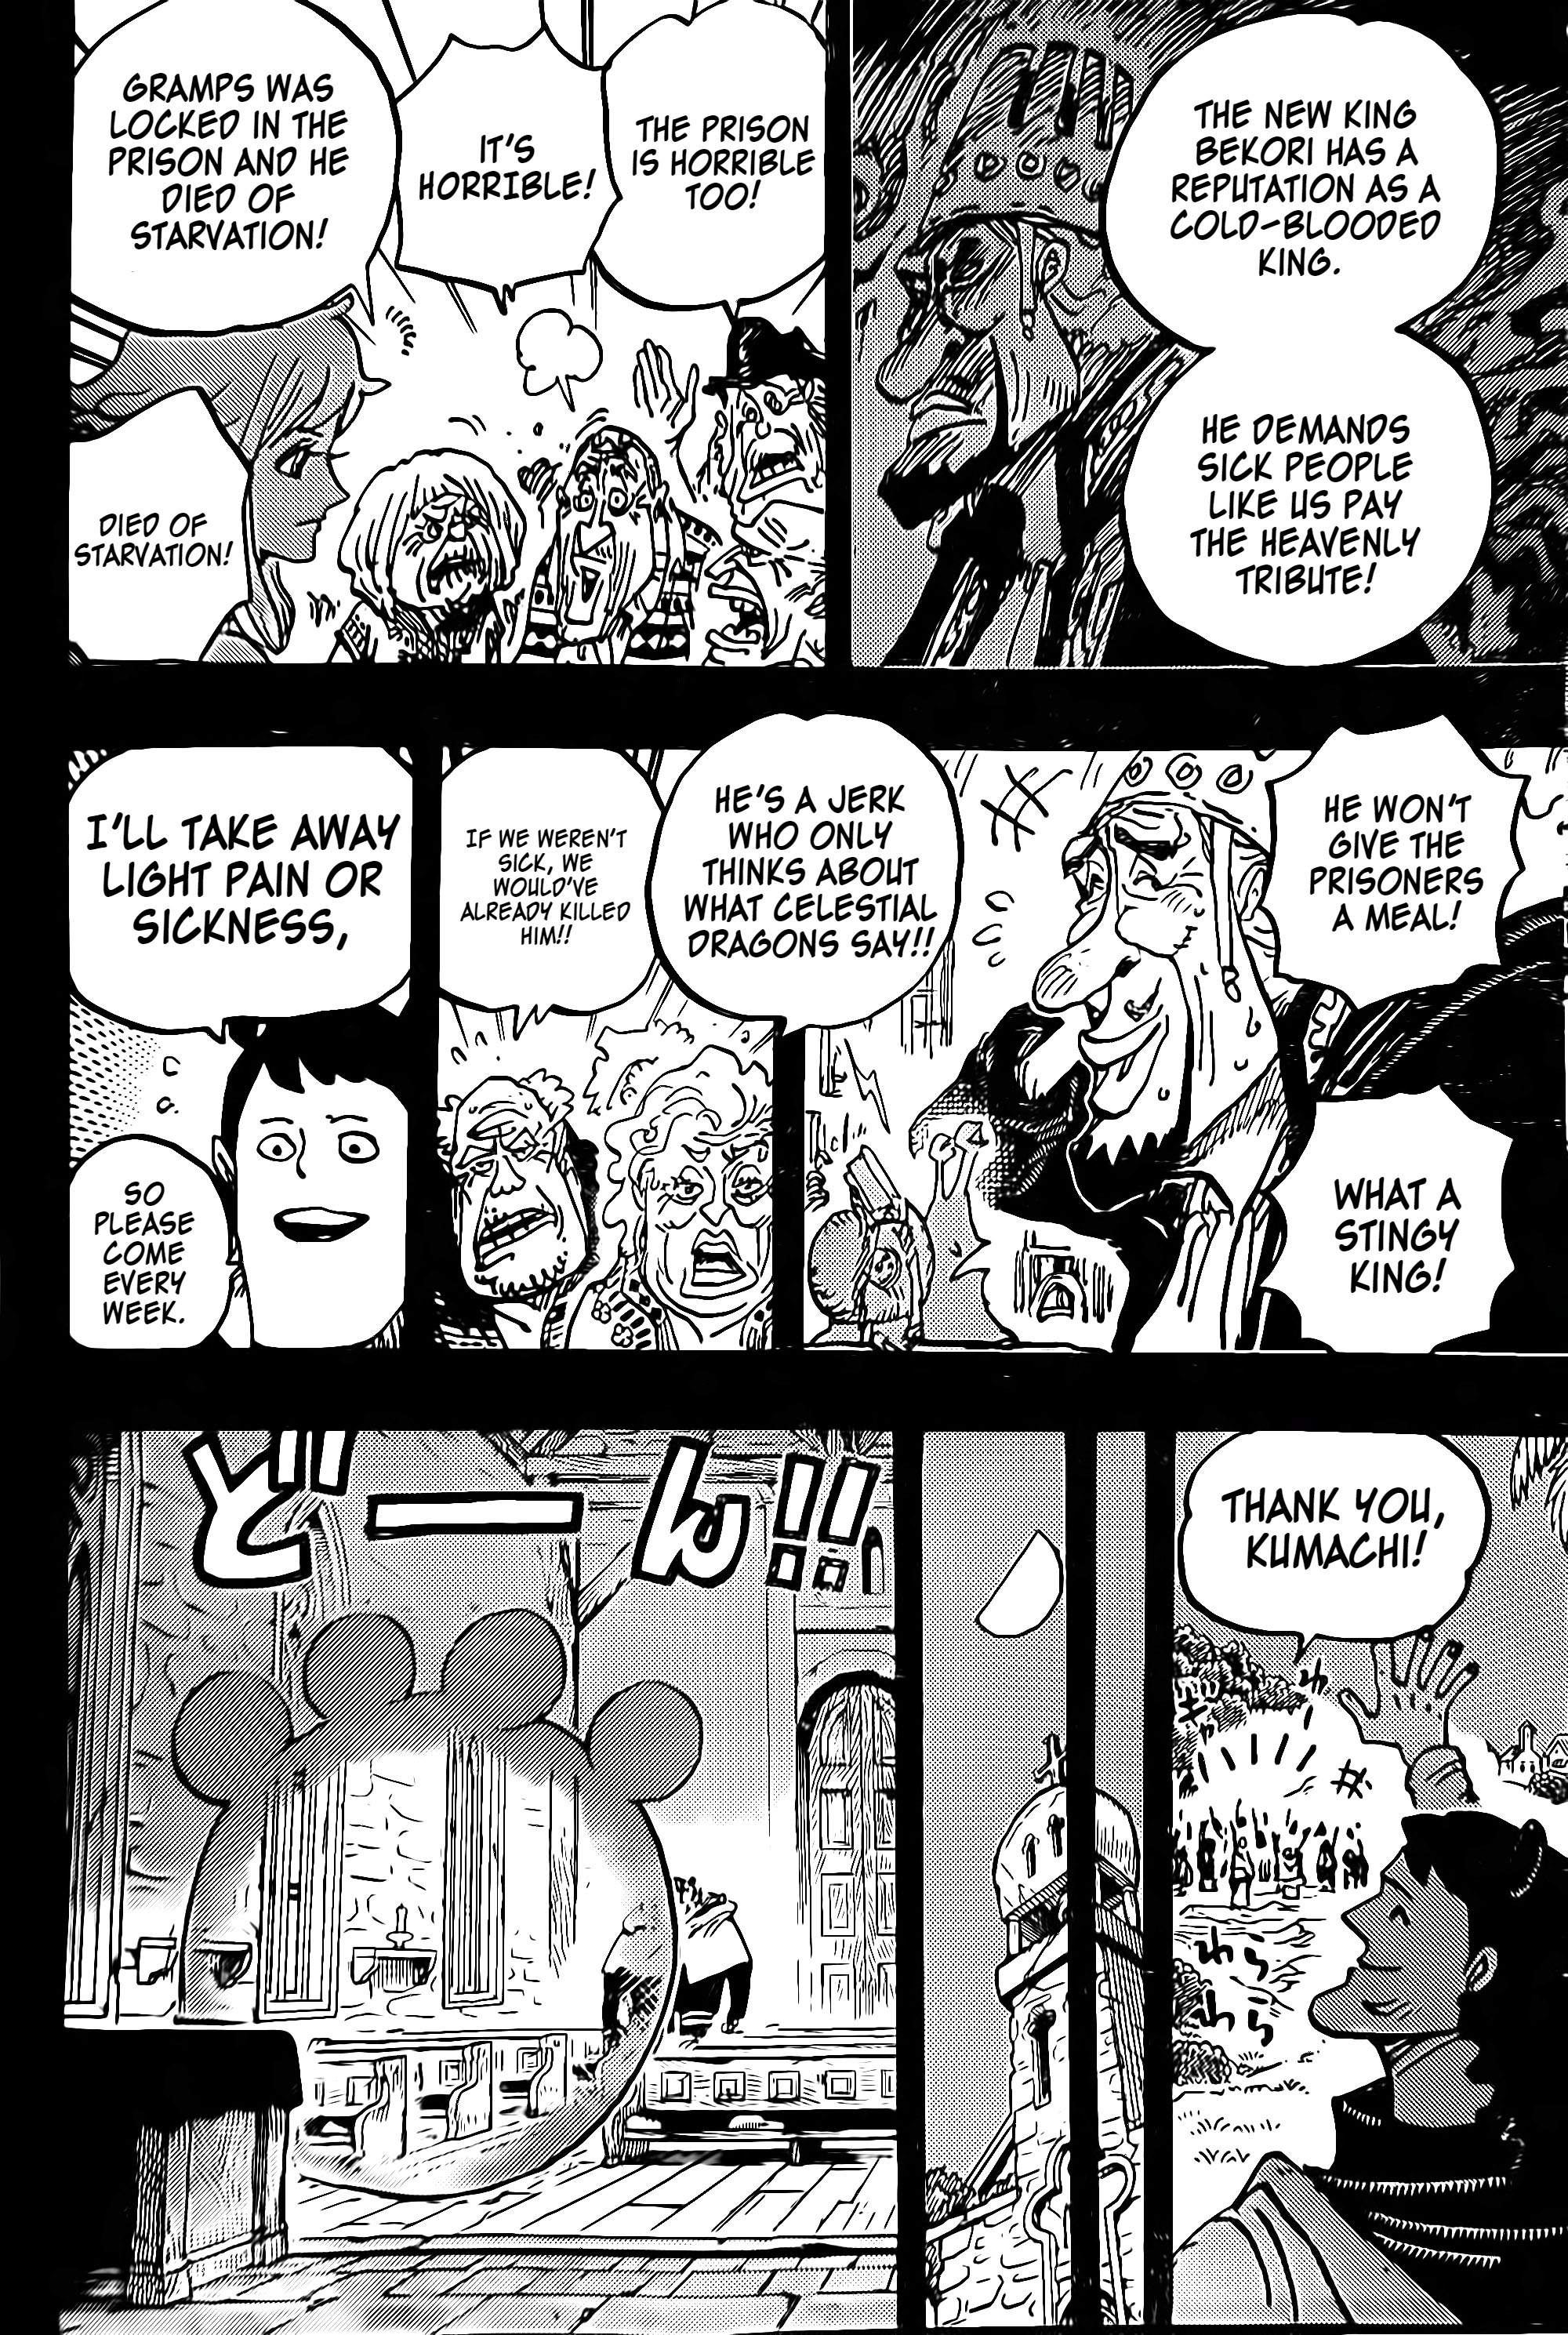 THE NEW KING
BEKORI HAS A
REPUTATION AS A
COLD-BLOODED
KING.
HE DEMANDS
SICK PEOPLE
LIKE US PAY
THE HEAVENLY
TRIBUTE!
THE PRISON
IS HORRIBLE
TOO!
IT'S
HORRIBLE!
GRAMPS WAS
LOCKED IN THE
PRISON AND HE
DIED OF
STARVATION!
DIED OF
STARVATION!
HE WON'T
GIVE THE
PRISONERS
A MEAL!
WHAT A
STINGY
KING!
HE'S A JERK
WHO ONLY
THINKS ABOUT
WHAT CELESTIAL
DRAGONS SAY!!
IF WE WEREN'T
SICK, WE
WOULD'VE
ALREADY KILLED
HIM!!
I'LL TAKE AWAY
LIGHT PAIN OR
SICKNESS,
SO
PLEASE
COME
EVERY
WEEK.
THANK YOU,
KUMACHI!
わら
わら
どーん!!